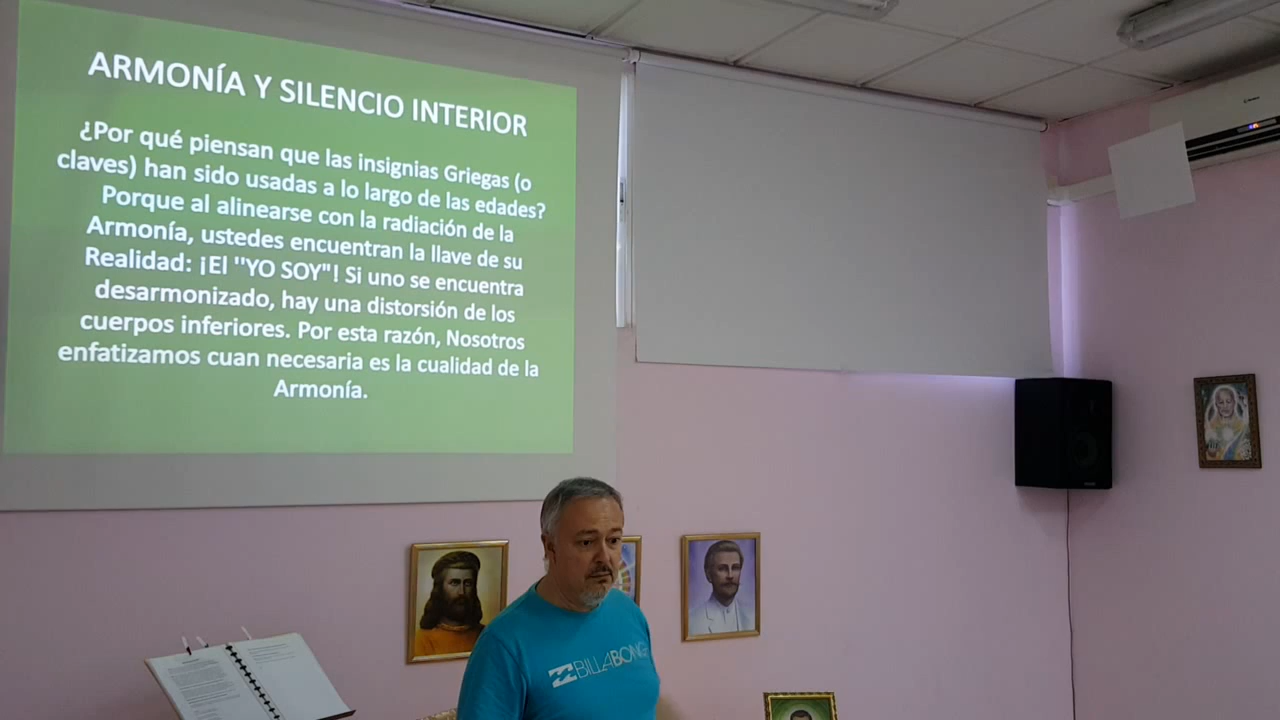 ARMONÍA Y SILENCIO INTERIOR
¿Por qué piensan que las insignias Griegas (o
claves) han sido usadas a lo largo de las edades?
Porque al alinearse con la radiación de la
Armonía, ustedes encuentran la llave de su
Realidad: ¡El "YO SOY"! Si uno se encuentra
desarmonizado, hay una distorsión de los
cuerpos inferiores. Por esta razón, Nosotros
enfatizamos cuan necesaria es la cualidad de la
Armonía.
BILLABONG